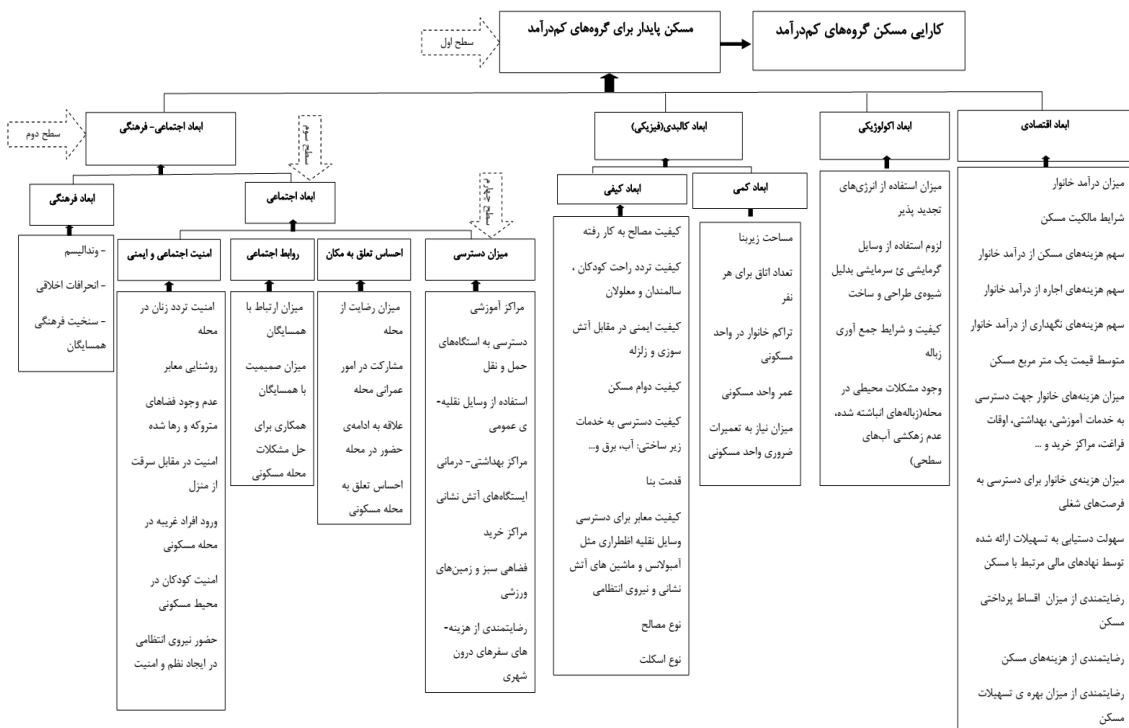 کارایی مسکن گروه‌های کم‌درآمد
مسکن پایدار برای گروه‌های کم‌درآمد
سطح اول
ابعاد اقتصادی
ابعاد اکولوژیکی
ابعاد کالبدی(فیزیکی)
ابعاد اجتماعی- فرهنگی
سطح دوم
سطح سوم
ابعاد کمی
ابعاد کیفی
ابعاد اجتماعی
ابعاد فرهنگی
سطح چهارم
میزان دسترسی
احساس تعلق به مکان
روابط اجتماعی
امنیت اجتماعی و ایمنی
میزان درآمد خانوار
شرایط مالکیت مسکن
سهم هزینه‌های مسکن از درآمد خانوار
سهم هزینه‌های اجاره از درآمد خانوار
سهم هزینه‌های نگهداری از درآمد خانوار
متوسط قیمت یک متر مربع مسکن
میزان هزینه‌های خانوار جهت دسترسی
به خدمات آموزشی، بهداشتی، اوقات
فراغت، مراکز خرید و ...
میزان هزینه‌ی خانوار برای دسترسی به
فرصت‌های شغلی
سهولت دستیابی به تسهیلات ارائه شده
توسط نهادهای مالی مرتبط با مسکن
رضایتمندی از میزان اقساط پرداختی
مسکن
رضایتمندی از هزینه‌های مسکن
رضایتمندی از میزان بهره ی تسهیلات
مسکن
میزان استفاده از انرژی‌های
تجدید پذیر
لزوم استفاده از وسایل
گرمایشی ئ سرمایشی بدلیل
شیوه‌ی طراحی و ساخت
کیفیت و شرایط جمع آوری
زباله
وجود مشکلات محیطی در
محله(زباله‌های انباشته شده،
عدم زهکشی آب‌های
سطحی)
مساحت زیربنا
تعداد اتاق برای هر
نفر
تراکم خانوار در واحد
مسکونی
عمر واحد مسکونی
میزان نیاز به تعمیرات
ضروری واحد مسکونی
کیفیت مصالح به کار رفته
کیفیت تردد راحت کودکان ،
سالمندان و معلولان
کیفیت ایمنی در مقابل آتش
سوزی و زلزله
کیفیت دوام مسکن
کیفیت دسترسی به خدمات
زیر ساختی: آب، برق و...
قدمت بنا
کیفیت معابر برای دسترسی
وسایل نقلیه اظطراری مثل
آمبولانس و ماشین های آتش
نشانی و نیروی انتظامی
نوع مصالح
نوع اسکلت
مراکز آموزشی
دسترسی به استگاه‌های
حمل و نقل
استفاده از وسایل نقلیه-
ی عمومی
مراکز بهداشتی- درمانی
ایستگاه‌های آتش نشانی
مراکز خرید
فضاهی سبز و زمین‌های
ورزشی
رضایتمندی از هزینه-
های سفرهای درون
شهری
میزان رضایت از
محله
مشارکت در امور
عمرانی محله
علاقه به ادامه‌ی
حضور در محله
احساس تعلق به
محله مسکونی
میزان ارتباط با
همسایگان
میزان صمیمیت
با همسایگان
همکاری برای
حل مشکلات
محله مسکونی
امنیت تردد زنان در
محله
روشنایی معابر
عدم وجود فضاهای
متروکه و رها شده
امنیت در مقابل سرقت
از منزل
ورود افراد غریبه در
محله مسکونی
امنیت کودکان در
محیط مسکونی
حضور نیروی انتظامی
در ایجاد نظم و امنیت
- وندالیسم
- انحرافات اخلاقی
- سنخیت فرهنگی
همسایگان